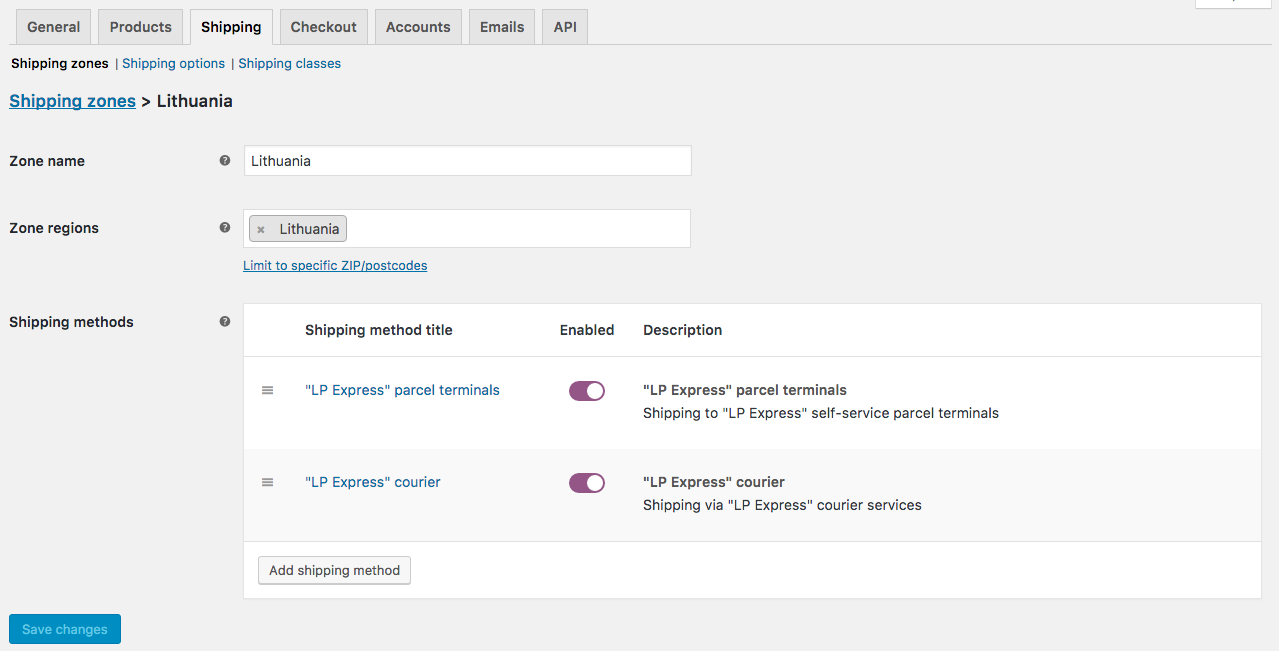 General Products Shipping Checkout Accounts Emails API
Shipping zones | Shipping options | Shipping classes
Shipping zones > Lithuania
Zone name ? Lithuania
Zone regions ? × Lithuania
Limit to specific ZIP/postcodes
Shipping methods ? Shipping method title Enabled Description
"LP Express" parcel terminals "LP Express" parcel terminals
Shipping to "LP Express" self-service parcel terminals
"LP Express" courier "LP Express" courier
Shipping via "LP Express" courier services
Add shipping method
Save changes